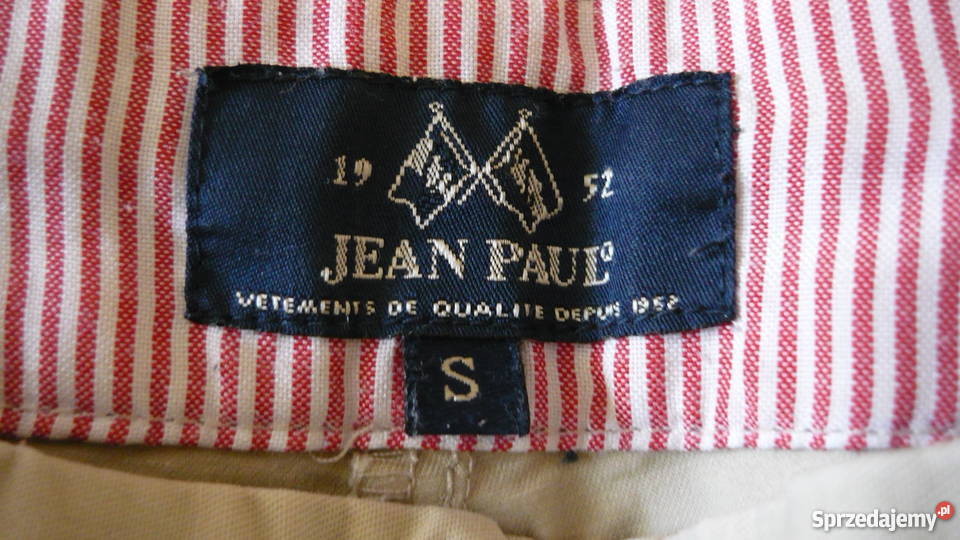 19 52
JEAN PAUL
VETEMENTS DE QUALITE DEPUIS 1952
S
Sprzedajemy.pl